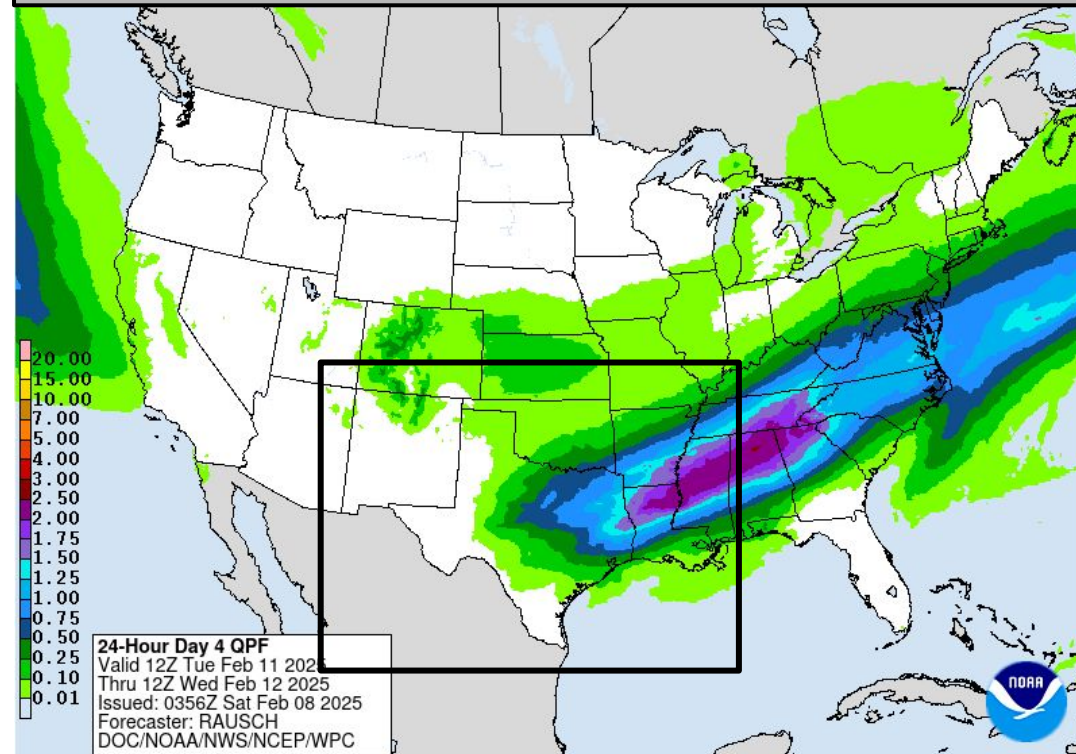 20.00
15.00
10.00
7.00
5.00
4.00
3.00
2.50
2.00
1.75
1.50
1.25
1.00
0.75
0.50
0.25
0.10
0.01
24-Hour Day 4 QPF
Valid 12Z Tue Feb 11 2025
Thru 12Z Wed Feb 12 2025
Issued: 0356Z Sat Feb 08 2025
Forecaster: RAUSCH
DOC/NOAA/NWS/NCEP/WPC
NOAA